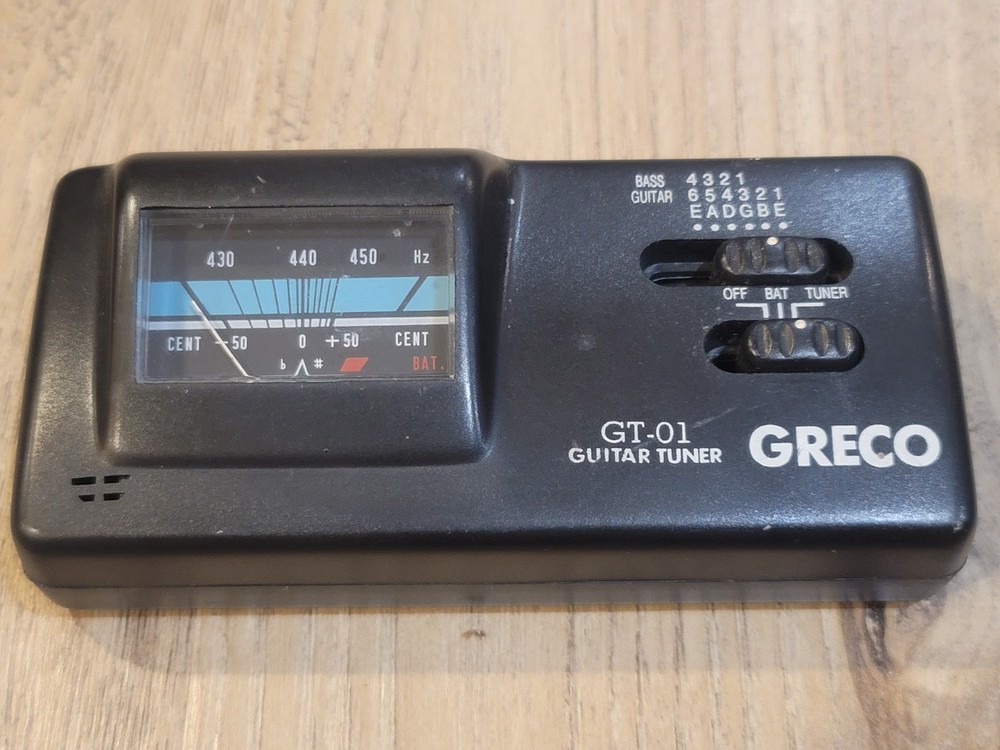 430 440 450 Hz
CENT -50 0 +50 CENT
♭ # BAT.
BASS 4321
GUITAR 654321
EADGBE
OFF BAT TUNER
GT-01
GUITAR TUNER
GRECO